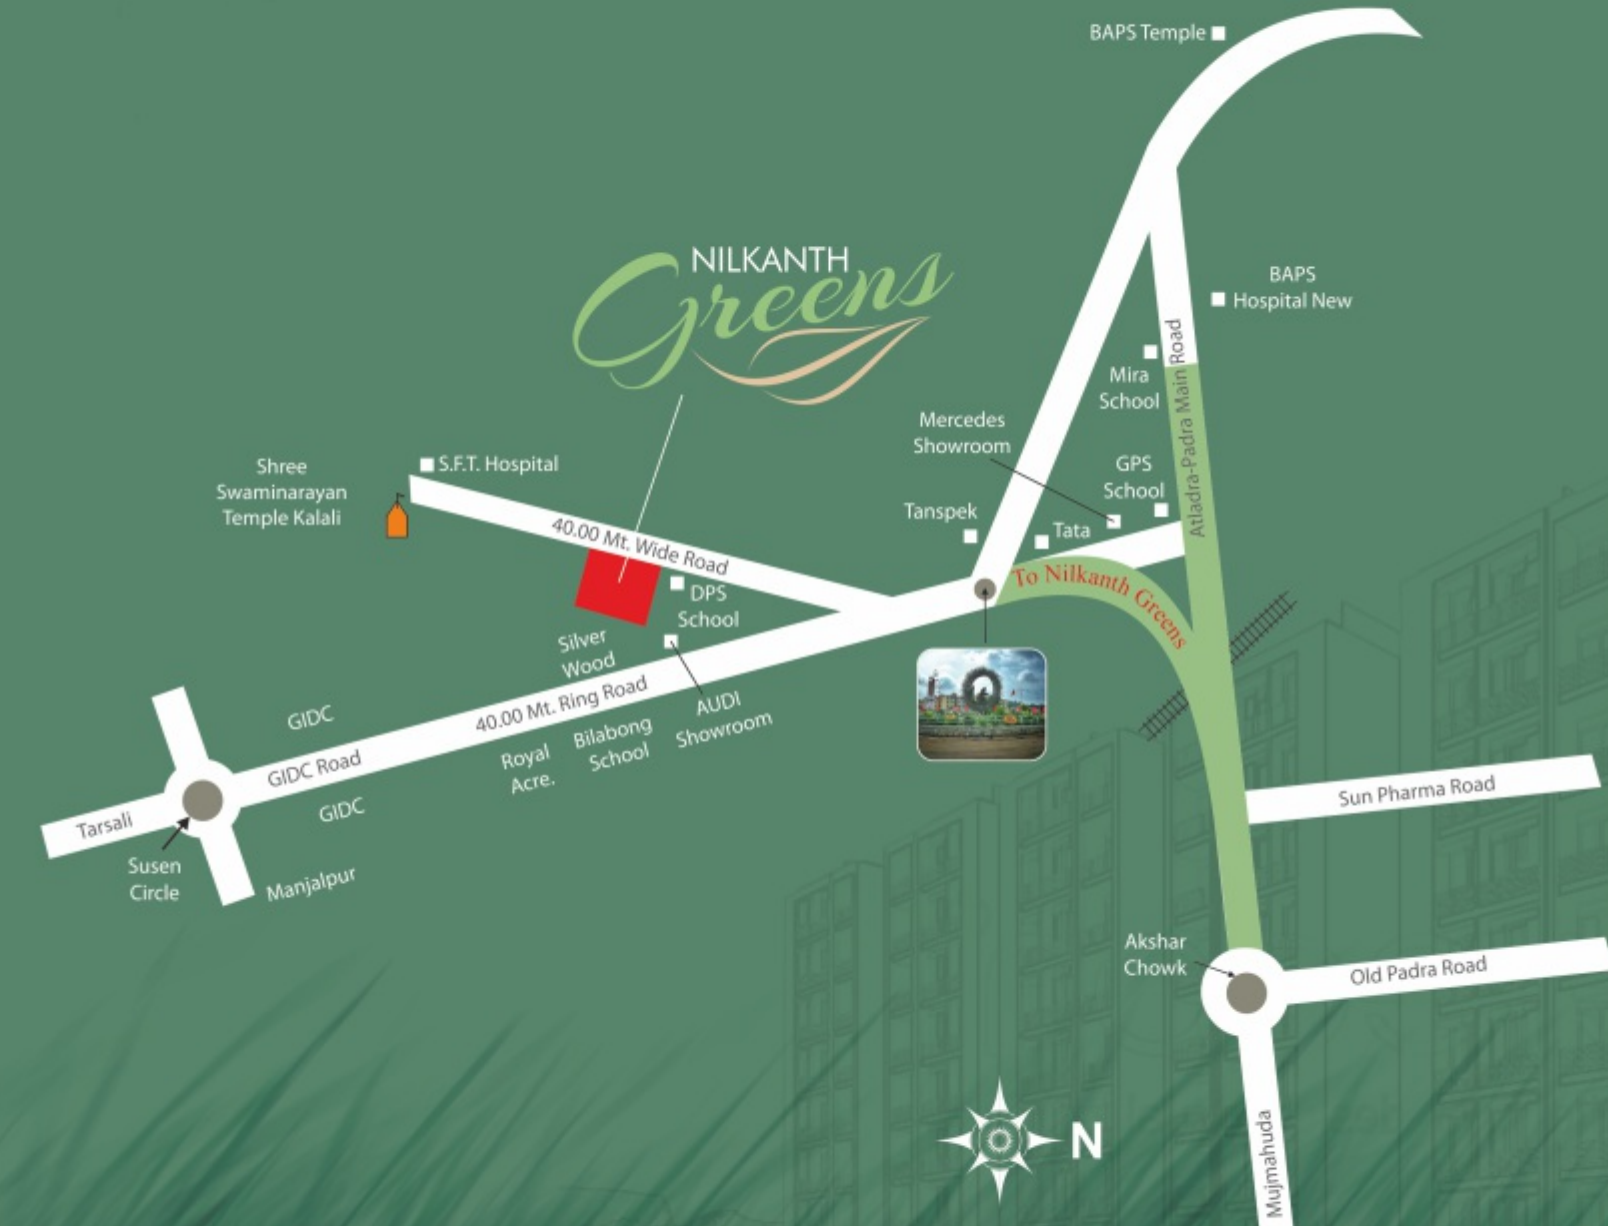 BAPS Temple
NILKANTH
Greens
BAPS
Hospital New
Atladra-Padra Main Road
Mira
School
Mercedes
Showroom
GPS
School
Shree
Swaminarayan
Temple Kalali
S.F.T. Hospital
40.00 Mt. Wide Road
Tanspek
Tata
To Nilkanth Greens
DPS
School
Silver
Wood
40.00 Mt. Ring Road
AUDI
Showroom
Bilabong
School
Royal
Acre.
GIDC
GIDC Road
GIDC
Tarsali
Susen
Circle
Manjalpur
Sun Pharma Road
Akshar
Chowk
Old Padra Road
N
Mujmahuda